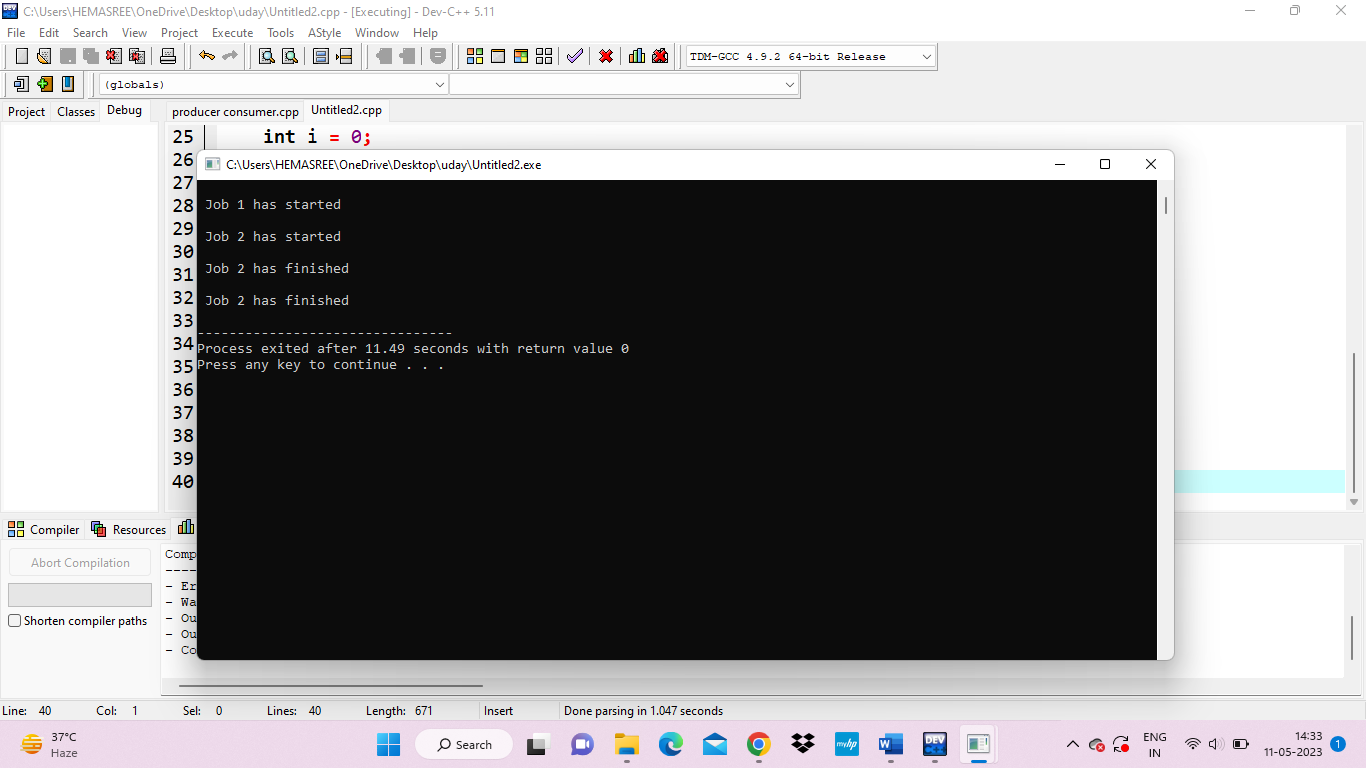 C:\Users\HEMASREE\OneDrive\Desktop\uday\Untitled2.cpp - [Executing] - Dev-C++ 5.11
File Edit Search View Project Execute Tools AStyle Window Help
TDM-GCC 4.9.2 64-bit Release
(globals)
Project Classes Debug producer consumer.cpp Untitled2.cpp
25 int i = 0;
26
C:\Users\HEMASREE\OneDrive\Desktop\uday\Untitled2.exe
27
28 Job 1 has started
29 Job 2 has started
30
31 Job 2 has finished
32 Job 2 has finished
33
--------------------------------
34
Process exited after 11.49 seconds with return value 0
35 Press any key to continue . . .
36
37
38
39
40
Compiler Resources
Abort Compilation
Shorten compiler paths
Line: 40 Col: 1 Sel: 0 Lines: 40 Length: 671 Insert Done parsing in 1.047 seconds
37°C
Haze
Search
DEV
myhp
ENG
IN
14:33
11-05-2023
1